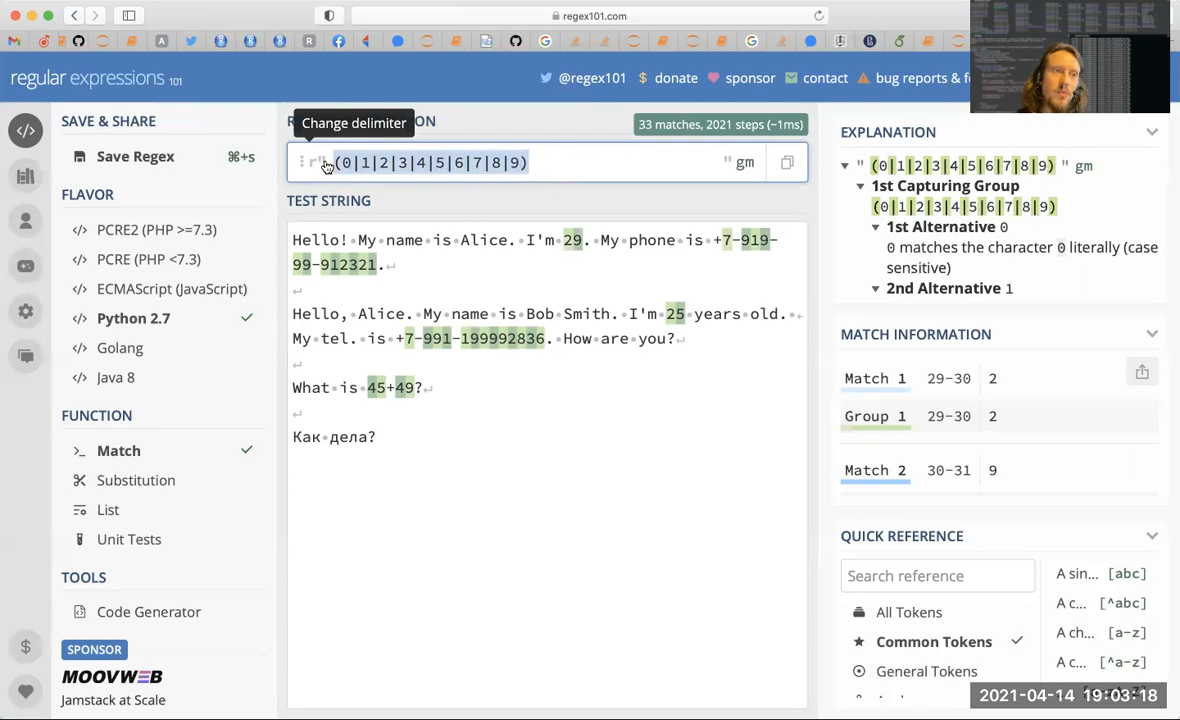 regex101.com
regular expressions 101
@regex101
donate
sponsor
contact
bug reports & fe
SAVE & SHARE
Save Regex
⌘+s
FLAVOR
PCRE2 (PHP >=7.3)
PCRE (PHP <7.3)
ECMAScript (JavaScript)
Python 2.7
Golang
Java 8
FUNCTION
Match
Substitution
List
Unit Tests
TOOLS
Code Generator
SPONSOR
MOOVWEB
Jamstack at Scale
Change delimiter
33 matches, 2021 steps (~1ms)
r" (0|1|2|3|4|5|6|7|8|9) " gm
TEST STRING
Hello! My name is Alice. I'm 29. My phone is +7-919-
99-912321.
Hello, Alice. My name is Bob Smith. I'm 25 years old.
My tel. is +7-991-199992836. How are you?
What is 45+49?
Как дела?
EXPLANATION
" (0|1|2|3|4|5|6|7|8|9) " gm
1st Capturing Group
(0|1|2|3|4|5|6|7|8|9)
1st Alternative 0
0 matches the character 0 literally (case
sensitive)
2nd Alternative 1
MATCH INFORMATION
Match 1 29-30 2
Group 1 29-30 2
Match 2 30-31 9
QUICK REFERENCE
Search reference
All Tokens
Common Tokens
General Tokens
A sin... [abc]
A c... [^abc]
A ch... [a-z]
A c... [^a-z]
2021-04-14 19:03:18